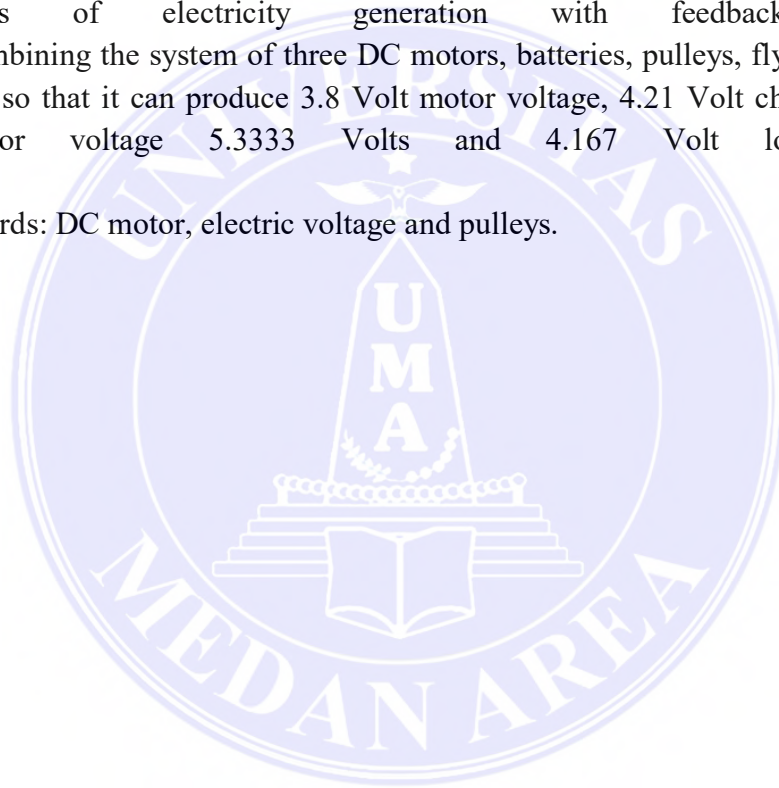 s of electricity generation with feedback
mbining the system of three DC motors, batteries, pulleys, fly
so that it can produce 3.8 Volt motor voltage, 4.21 Volt ch
or voltage 5.3333 Volts and 4.167 Volt lo
rds: DC motor, electric voltage and pulleys.
UNIVERSITAS
UMA
MEDAN AREA